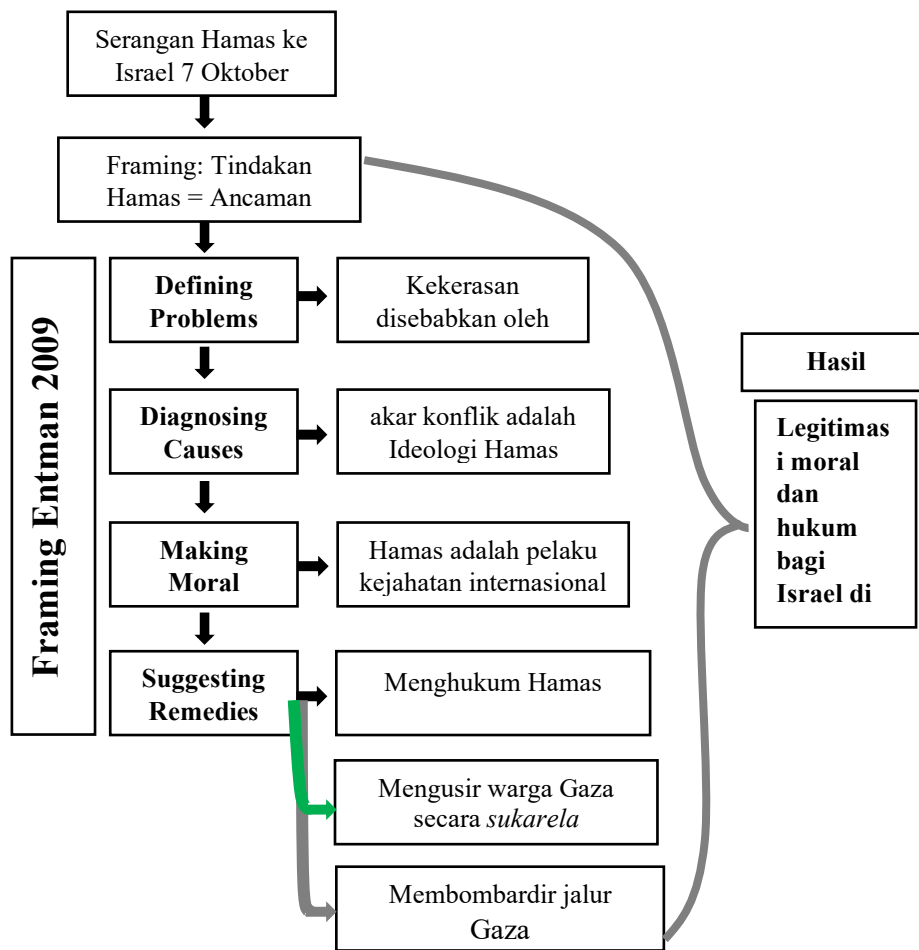 Serangan Hamas ke
Israel 7 Oktober
Framing: Tindakan
Hamas = Ancaman
Framing Entman 2009
Defining
Problems
Kekerasan
disebabkan oleh
Diagnosing
Causes
akar konflik adalah
Ideologi Hamas
Making
Moral
Hamas adalah pelaku
kejahatan internasional
Suggesting
Remedies
Menghukum Hamas
Mengusir warga Gaza
secara sukarela
Membombardir jalur
Gaza
Hasil
Legitimas
i moral
dan
hukum
bagi
Israel di